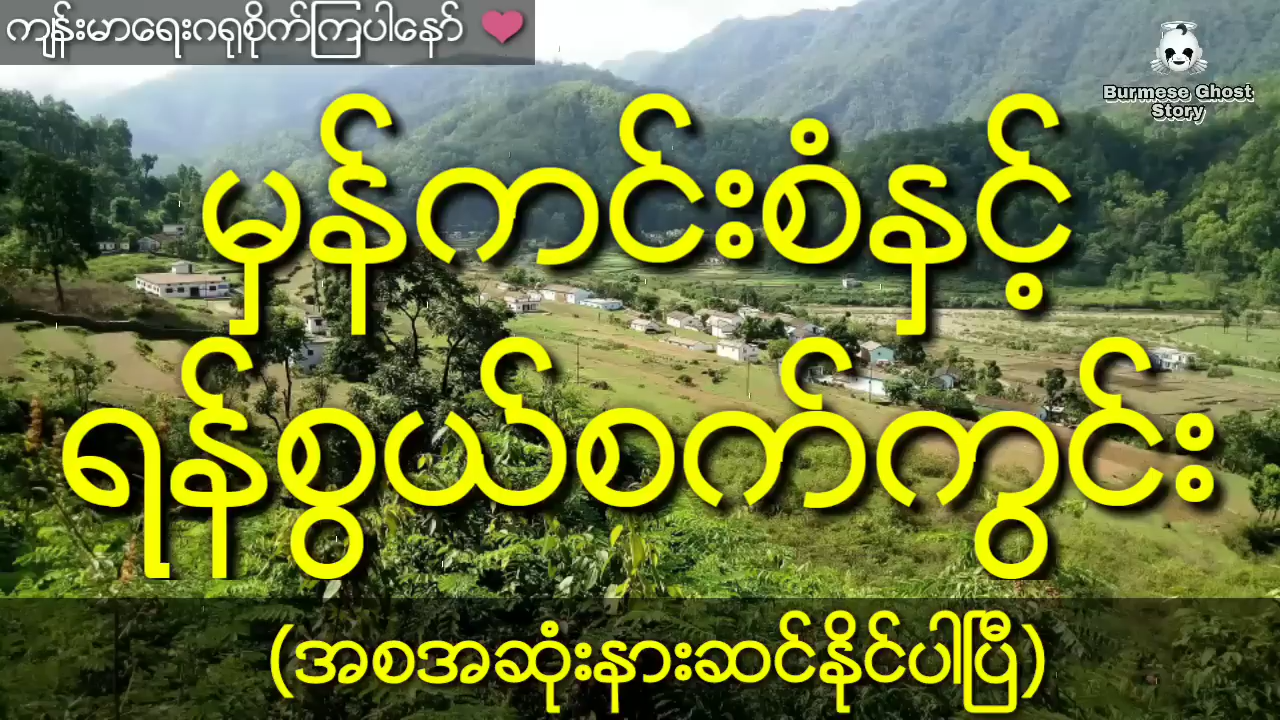 ကျန်းမာရေးဂရုစိုက်ကြပါနော် ❤
Burmese Ghost
Story
မှန်ကင်းစံနှင့်
ရန်စွယ်စက်ကွင်း
(အစအဆုံးနားဆင်နိုင်ပါပြီ)